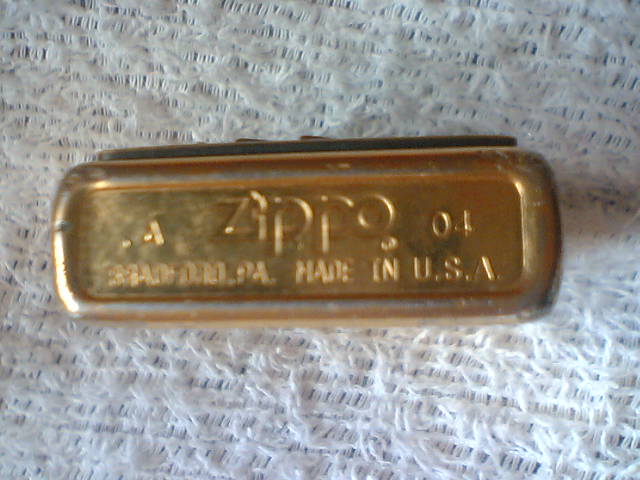 A Zippo ® 04
BRADFORD, PA. MADE IN U.S.A.